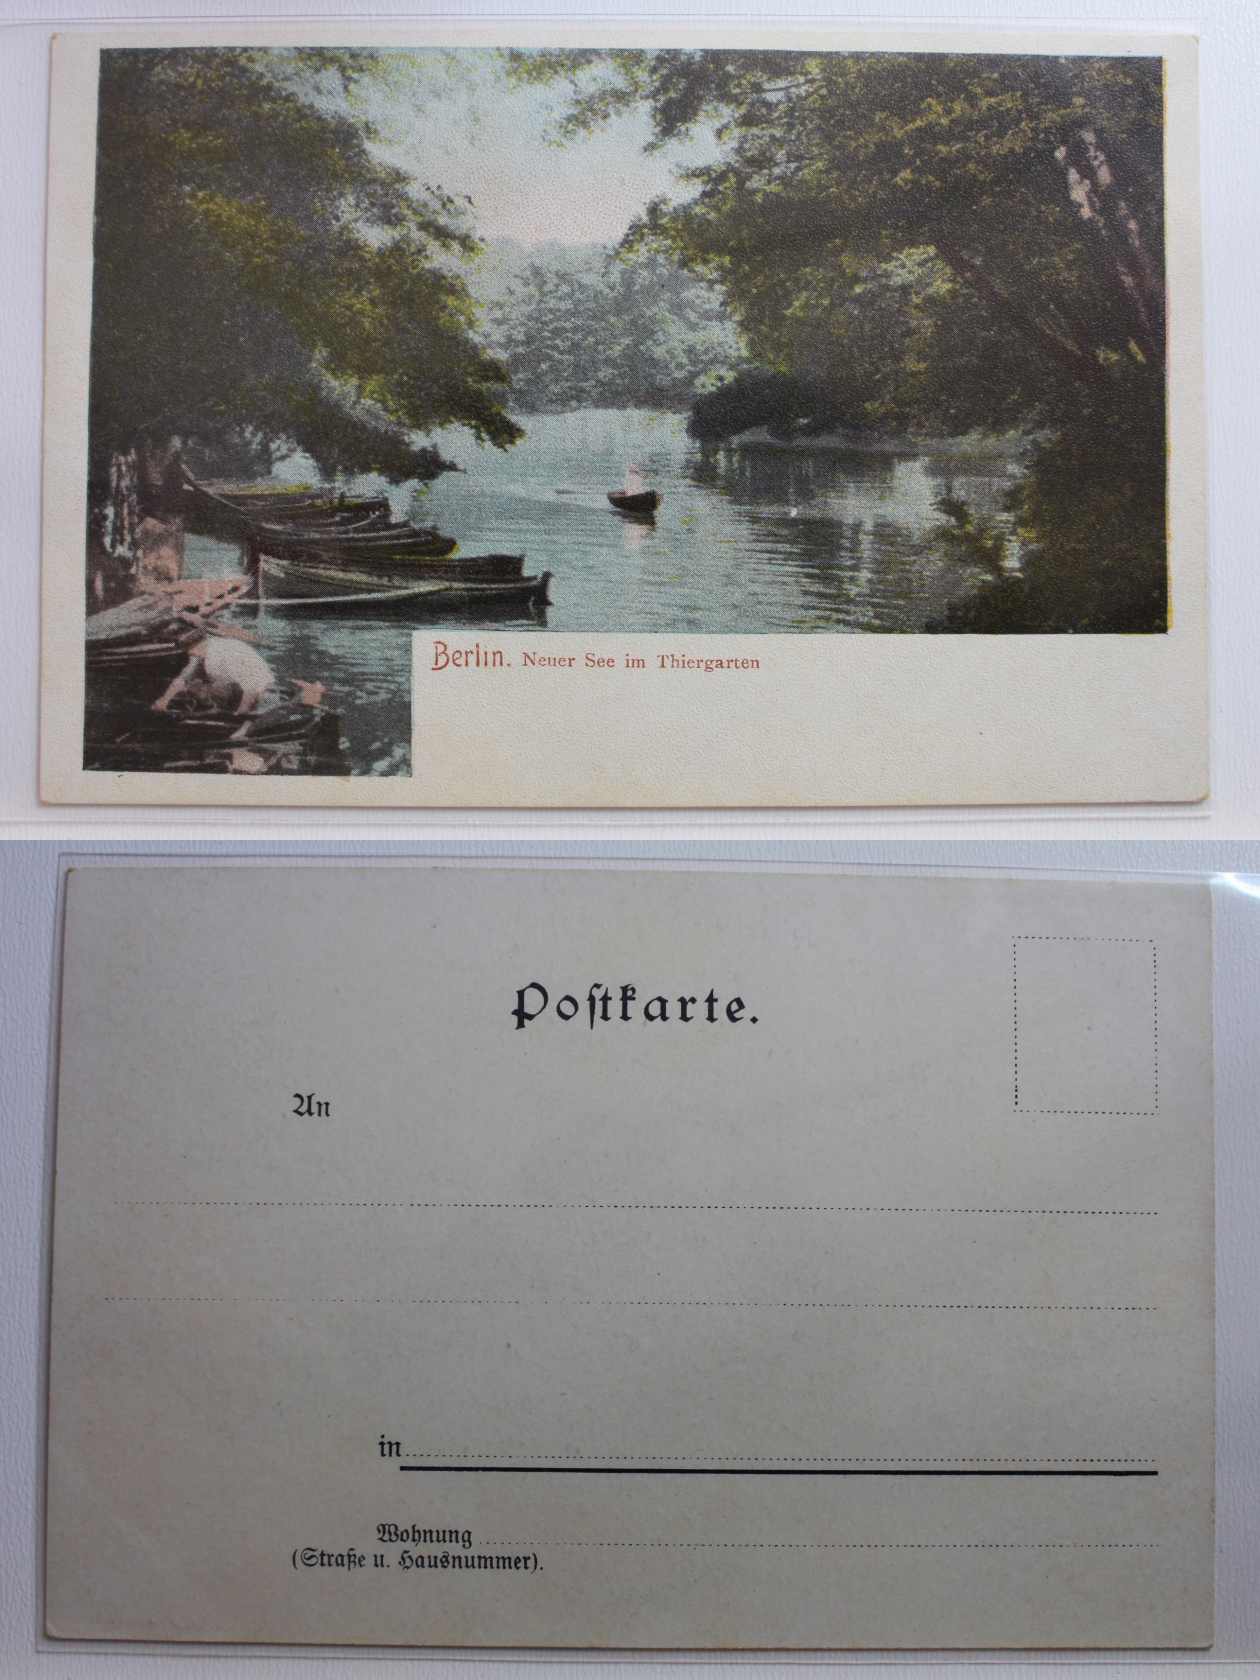 Berlin. Neuer See im Thiergarten
Poſtkarte.
An
in
Wohnung
(Straße u. Hausnummer).